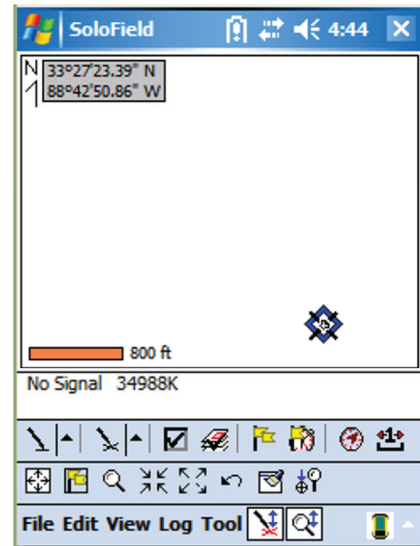 SoloField 4:44
N 33°27'23.39" N
88°42'50.86" W
800 ft
No Signal 34988K
1
File Edit View Log Tool